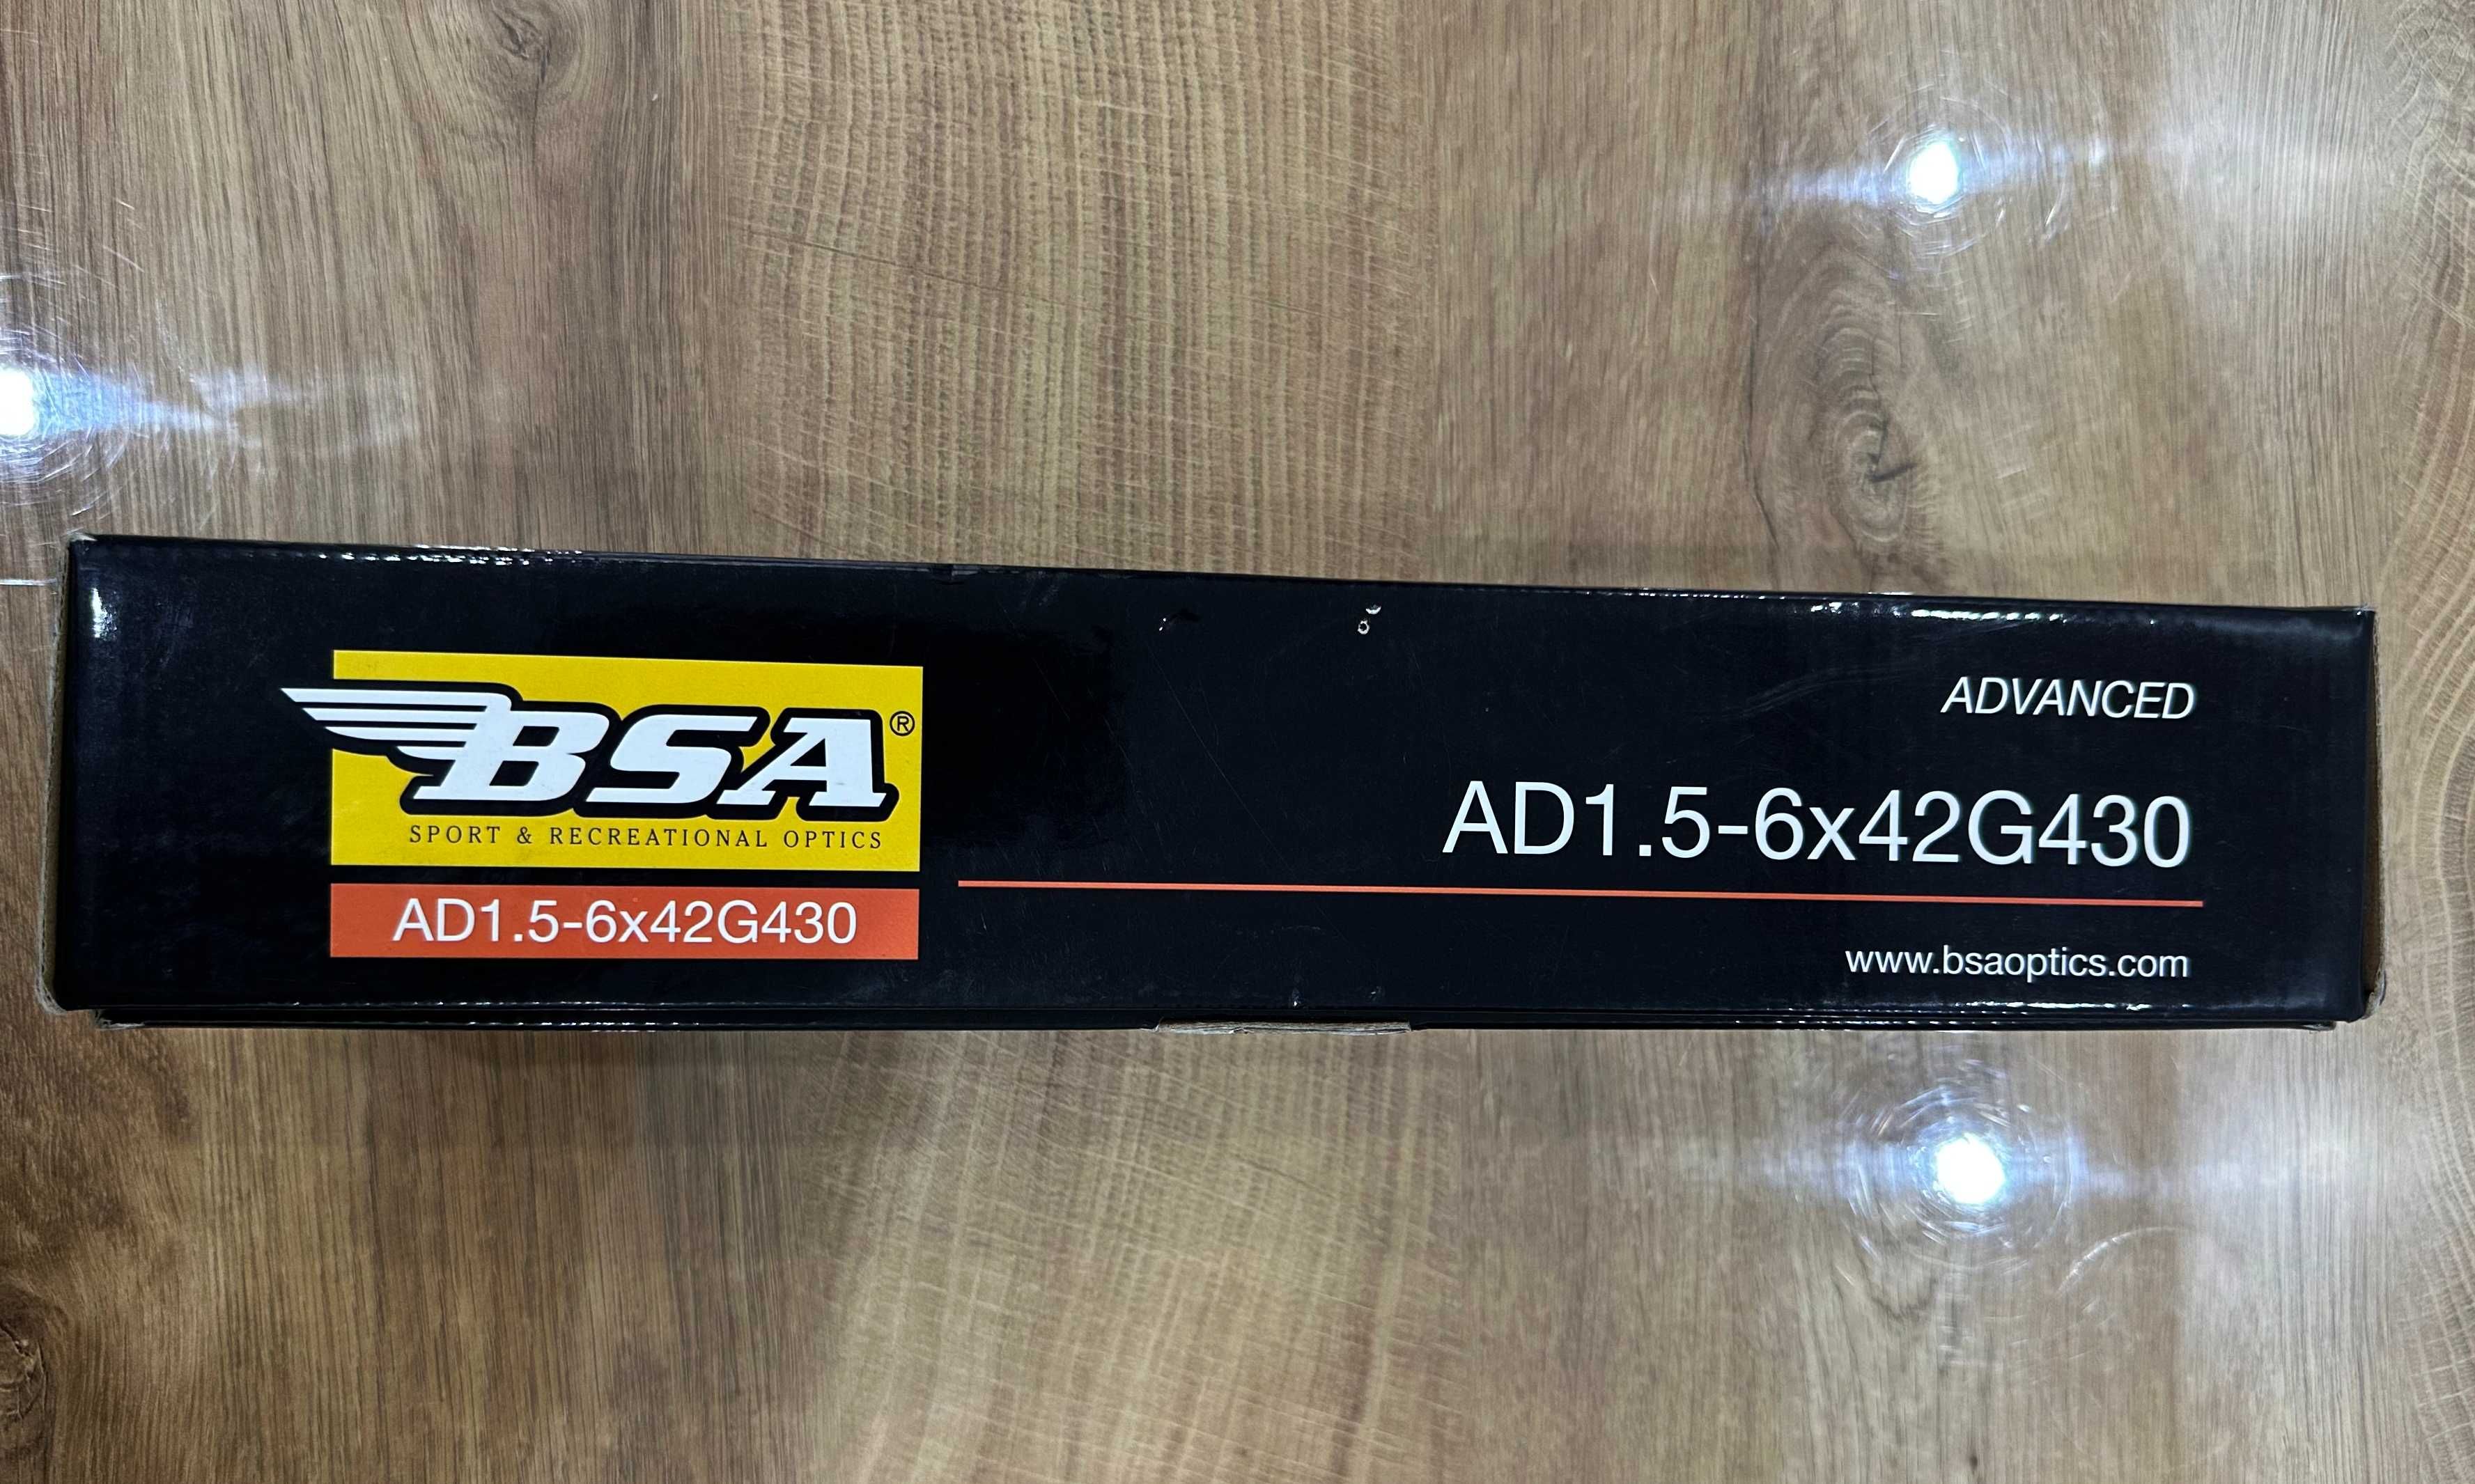 BSA®
SPORT & RECREATIONAL OPTICS
AD1.5-6x42G430
ADVANCED
AD1.5-6x42G430
www.bsaoptics.com